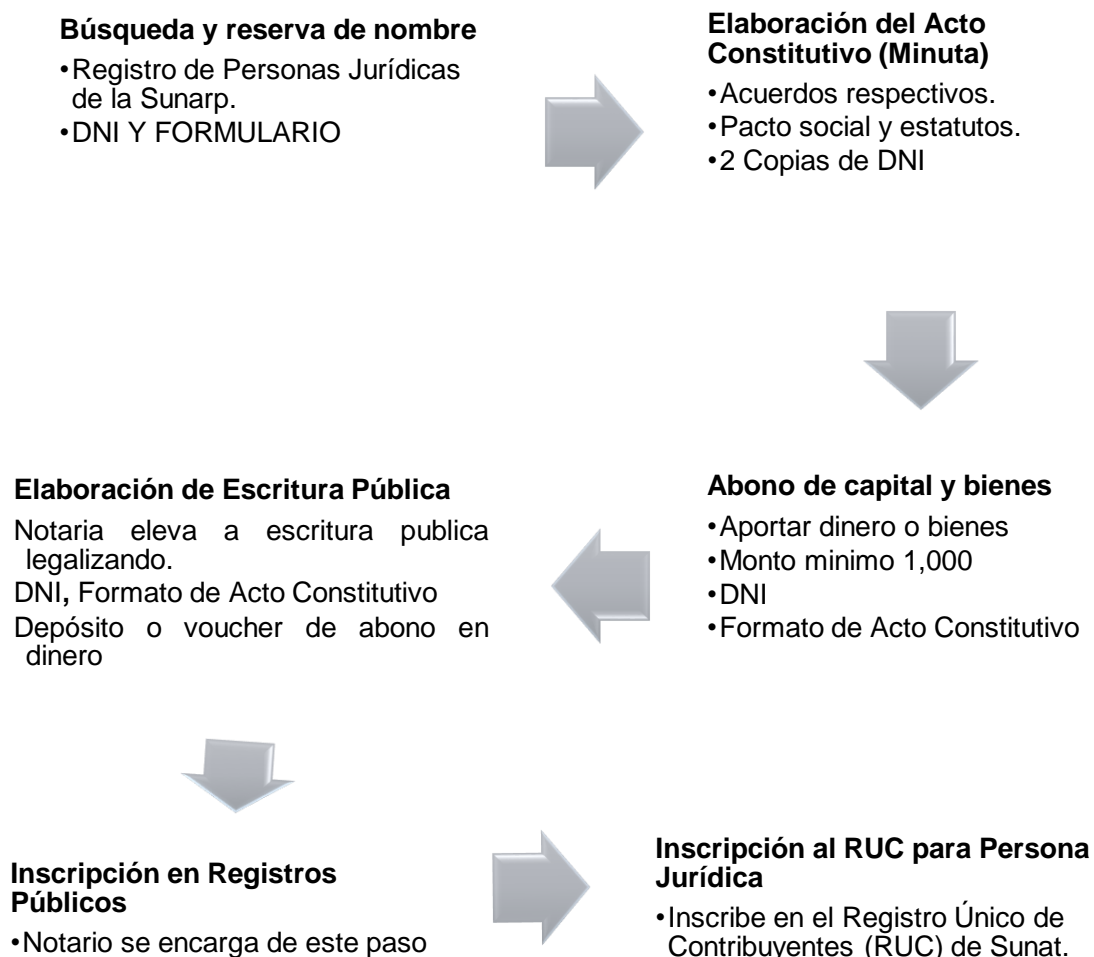 Búsqueda y reserva de nombre
•Registro de Personas Jurídicas
de la Sunarp.
•DNI Y FORMULARIO
Elaboración del Acto
Constitutivo (Minuta)
•Acuerdos respectivos.
•Pacto social y estatutos.
•2 Copias de DNI
Abono de capital y bienes
•Aportar dinero o bienes
•Monto minimo 1,000
•DNI
•Formato de Acto Constitutivo
Elaboración de Escritura Pública
Notaria eleva a escritura publica
legalizando.
DNI, Formato de Acto Constitutivo
Depósito o voucher de abono en
dinero
Inscripción en Registros
Públicos
•Notario se encarga de este paso
Inscripción al RUC para Persona
Jurídica
•Inscribe en el Registro Único de
Contribuyentes (RUC) de Sunat.